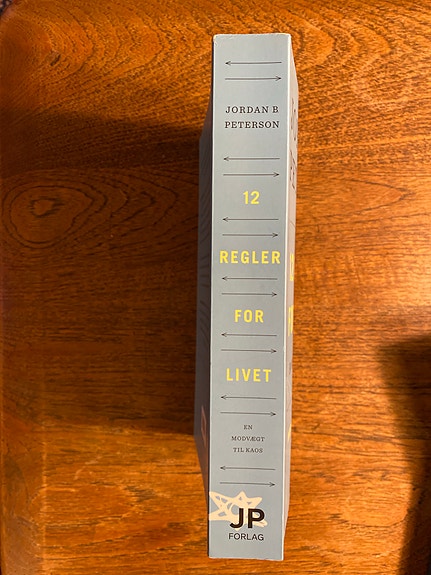 JORDAN B
PETERSON
12
REGLER
FOR
LIVET
EN
MODVÆGT
TIL KAOS
JP
FORLAG